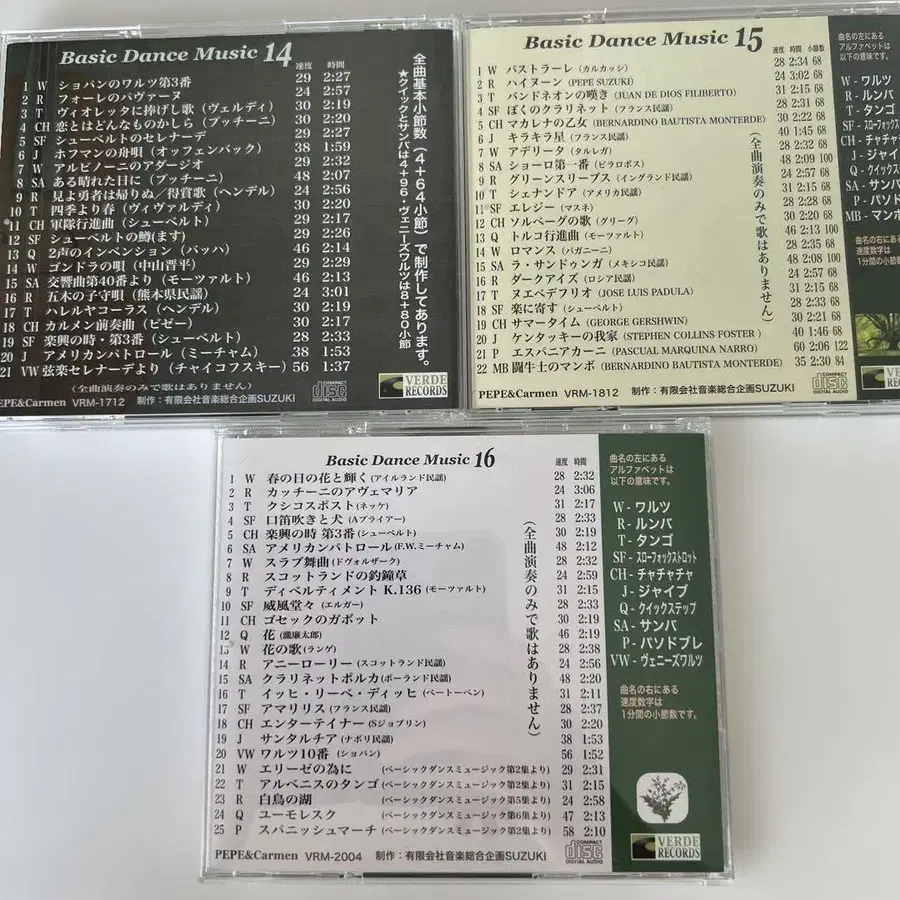 Basic Dance Music 14
速度 時間
1 W ショパンのワルツ第3番 29 2:27
2 R フォーレのパヴァーヌ 24 2:57
3 T ヴィオレッタに捧げし歌（ヴェルディ） 30 2:19
4 CH 恋とはどんなものかしら（プッチーニ） 30 2:20
5 SF シューベルトのセレナーデ 29 2:27
6 J ホフマンの舟唄（オッフェンバック） 38 1:59
7 W アルビノーニのアダージオ 29 2:32
8 SA ある晴れた日に（プッチーニ） 48 2:07
9 R 見よ勇者は帰りぬ／得賞歌（ヘンデル） 24 2:56
10 T 四季より春（ヴィヴァルディ） 30 2:20
11 CH 軍隊行進曲（シューベルト） 30 2:20
12 SF シューベルトの鱒(ます) 29 2:29
13 Q 2声のインベンション（バッハ） 46 2:14
14 W ゴンドラの唄（中山晋平） 29 2:29
15 SA 交響曲第40番より（モーツァルト） 46 2:13
16 R 五木の子守唄（熊本県民謡） 24 3:01
17 T ハレルヤコーラス（ヘンデル） 30 2:19
18 CH カルメン前奏曲（ビゼー） 30 2:17
19 SF 楽興の時・第3番（シューベルト） 28 2:33
20 J アメリカンパトロール（ミーチャム） 38 1:53
21 VW 弦楽セレナーデより（チャイコフスキー） 56 1:37
（全曲演奏のみで歌はありません）
PEPE&Carmen VRM-1712 制作：有限会社音楽総合企画SUZUKI
全曲基本小節数（4＋64小節）で制作してあります。
★クイックとサンバは4＋96・ヴェニーズワルツは8＋80小節
COMPACT disc DIGITAL AUDIO
VERDE RECORDS
Basic Dance Music 15
速度 時間 小節数
1 W パストラーレ（カルカッシ） 28 2:34 68
2 R ハイヌーン（PEPE SUZUKI） 24 3:02 68
3 T バンドネオンの嘆き（JUAN DE DIOS FILIBERTO） 31 2:15 68
4 SF ぼくのクラリネット（フランス民謡） 28 2:31 68
5 CH マカレナの乙女（BERNARDINO BAUTISTA MONTERDE） 30 2:22 68
6 J キラキラ星（フランス民謡） 40 1:45 68
7 W アデリータ（タルレガ） 28 2:32 68
8 SA ショーロ第一番（ビラロボス） 48 2:09 100
9 R グリーンスリーブス（イングランド民謡） 24 2:57 68
10 T シェナンドア（アメリカ民謡） 31 2:15 68
11 SF エレジー（マスネ） 28 2:28 68
12 CH ソルベーグの歌（グリーグ） 30 2:20 68
13 Q トルコ行進曲（モーツァルト） 46 2:13 100
14 W ロマンス（パガニーニ） 28 2:35 68
15 SA ラ・サンドゥンガ（メキシコ民謡） 48 2:08 100
16 R ダークアイズ（ロシア民謡） 24 2:57 68
17 T ヌエベデフリオ（JOSE LUIS PADULA） 31 2:15 68
18 SF 楽に寄す（シューベルト） 28 2:33 68
19 CH サマータイム（GEORGE GERSHWIN） 30 2:21 68
20 J ケンタッキーの我家（STEPHEN COLLINS FOSTER） 40 1:46 68
21 P エスパニアカーニ（PASCUAL MARQUINA NARRO） 60 2:06 122
22 MB 闘牛士のマンボ（BERNARDINO BAUTISTA MONTERDE） 35 2:30 84
（全曲演奏のみで歌はありません）
PEPE&Carmen VRM-1812 制作：有限会社音楽総合企画SUZUKI
COMPACT disc DIGITAL AUDIO
VERDE RECORDS
曲名の左にある
アルファベットは
以下の意味です。
W - ワルツ
R - ルンバ
T - タンゴ
SF - スローフォックス
CH - チャチャチ
J - ジャイ
Q - クイック
SA - サンバ
P - パソド
MB - マンボ
曲名の右にある
速度数字は
1分間の小節数です。
Basic Dance Music 16
速度 時間
1 W 春の日の花と輝く（アイルランド民謡） 28 2:32
2 R カッチーニのアヴェマリア 24 3:06
3 T クシコスポスト（ネッケ） 31 2:17
4 SF 口笛吹きと犬（Aプライアー） 28 2:33
5 CH 楽興の時 第3番（シューベルト） 30 2:19
6 SA アメリカンパトロール（F.W.ミーチャム） 48 2:12
7 W スラブ舞曲（ドヴォルザーク） 28 2:32
8 R スコットランドの釣鐘草 24 2:59
9 T ディベルティメント K.136（モーツァルト） 31 2:15
10 SF 威風堂々（エルガー） 28 2:33
11 CH ゴセックのガボット 30 2:19
12 Q 花（瀧廉太郎） 46 2:19
13 W 花の歌（ランゲ） 28 2:38
14 R アニーローリー（スコットランド民謡） 24 2:56
15 SA クラリネットポルカ（ポーランド民謡） 48 2:20
16 T イッヒ・リーベ・ディッヒ（ベートーベン） 31 2:11
17 SF アマリリス（フランス民謡） 28 2:37
18 CH エンターテイナー（Sジョプリン） 30 2:20
19 J サンタルチア（ナポリ民謡） 38 1:53
20 VW ワルツ10番（ショパン） 56 1:52
21 W エリーゼの為に（ベーシックダンスミュージック第2集より） 29 2:31
22 T アルベニスのタンゴ（ベーシックダンスミュージック第2集より） 31 2:15
23 R 白鳥の湖（ベーシックダンスミュージック第5集より） 24 2:58
24 Q ユーモレスク（ベーシックダンスミュージック第6集より） 47 2:13
25 P スパニッシュマーチ（ベーシックダンスミュージック第2集より） 58 2:10
（全曲演奏のみで歌はありません）
PEPE&Carmen VRM-2004 制作：有限会社音楽総合企画SUZUKI
COMPACT disc DIGITAL AUDIO
曲名の左にある
アルファベットは
以下の意味です。
W - ワルツ
R - ルンバ
T - タンゴ
SF - スローフォックストロット
CH - チャチャチャ
J - ジャイブ
Q - クイックステップ
SA - サンバ
P - パソドブレ
VW - ヴェニーズワルツ
曲名の右にある
速度数字は
1分間の小節数です。
VERDE RECORDS